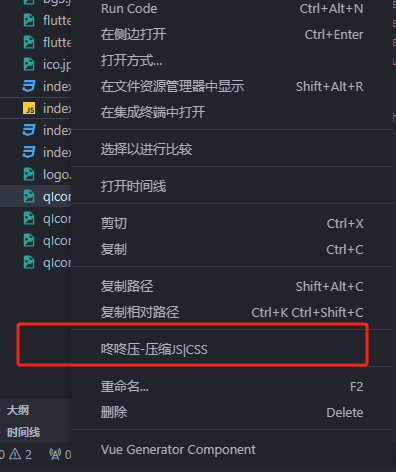 bg3.jp
Run Code Ctrl+Alt+N
flutte
在侧边打开 Ctrl+Enter
flutte
打开方式...
ico.jp
在文件资源管理器中显示 Shift+Alt+R
index
在集成终端中打开
JS index
index
选择以进行比较
index
logo.
打开时间线
qlcor
剪切 Ctrl+X
qlcor
复制 Ctrl+C
qlcor
qlcor
复制路径 Shift+Alt+C
复制相对路径 Ctrl+K Ctrl+Shift+C
咚咚压-压缩JS|CSS
重命名... F2
大纲
删除 Delete
时间线
0 2 0
Vue Generator Component